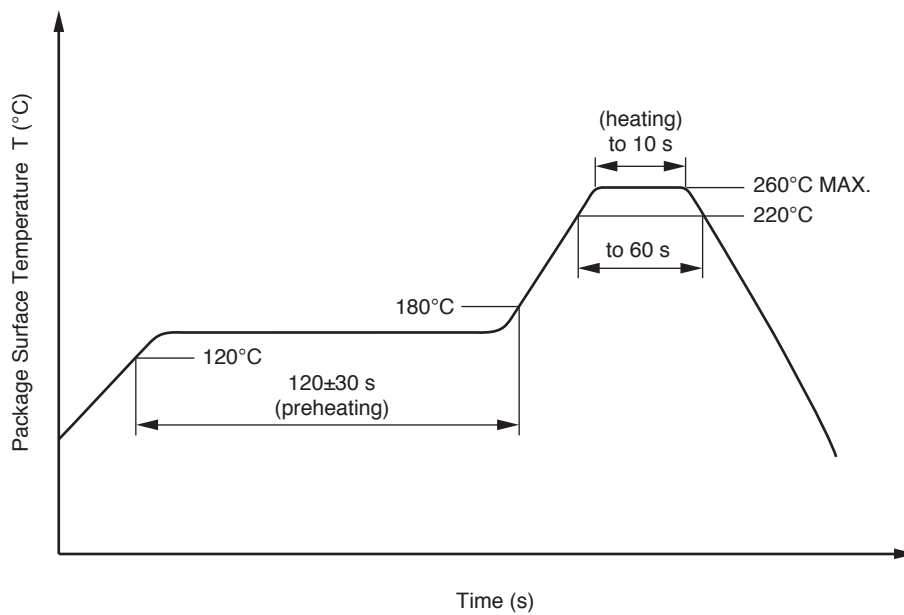 Package Surface Temperature T (°C)
(heating)
to 10 s
260°C MAX.
220°C
to 60 s
180°C
120°C
120±30 s
(preheating)
Time (s)